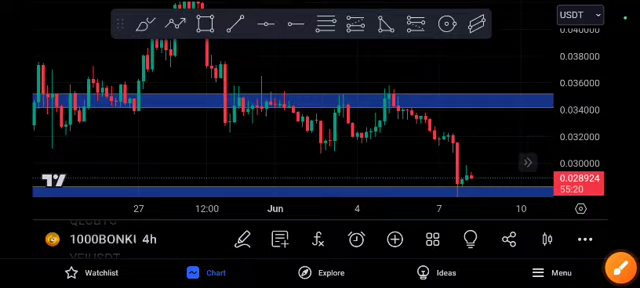 USDT
0.040000
0.038000
0.036000
0.034000
0.032000
0.030000
0.028924
55:20
27 12:00 Jun 4 7 10
1000BONKU 4h
Watchlist Chart Explore Ideas Menu